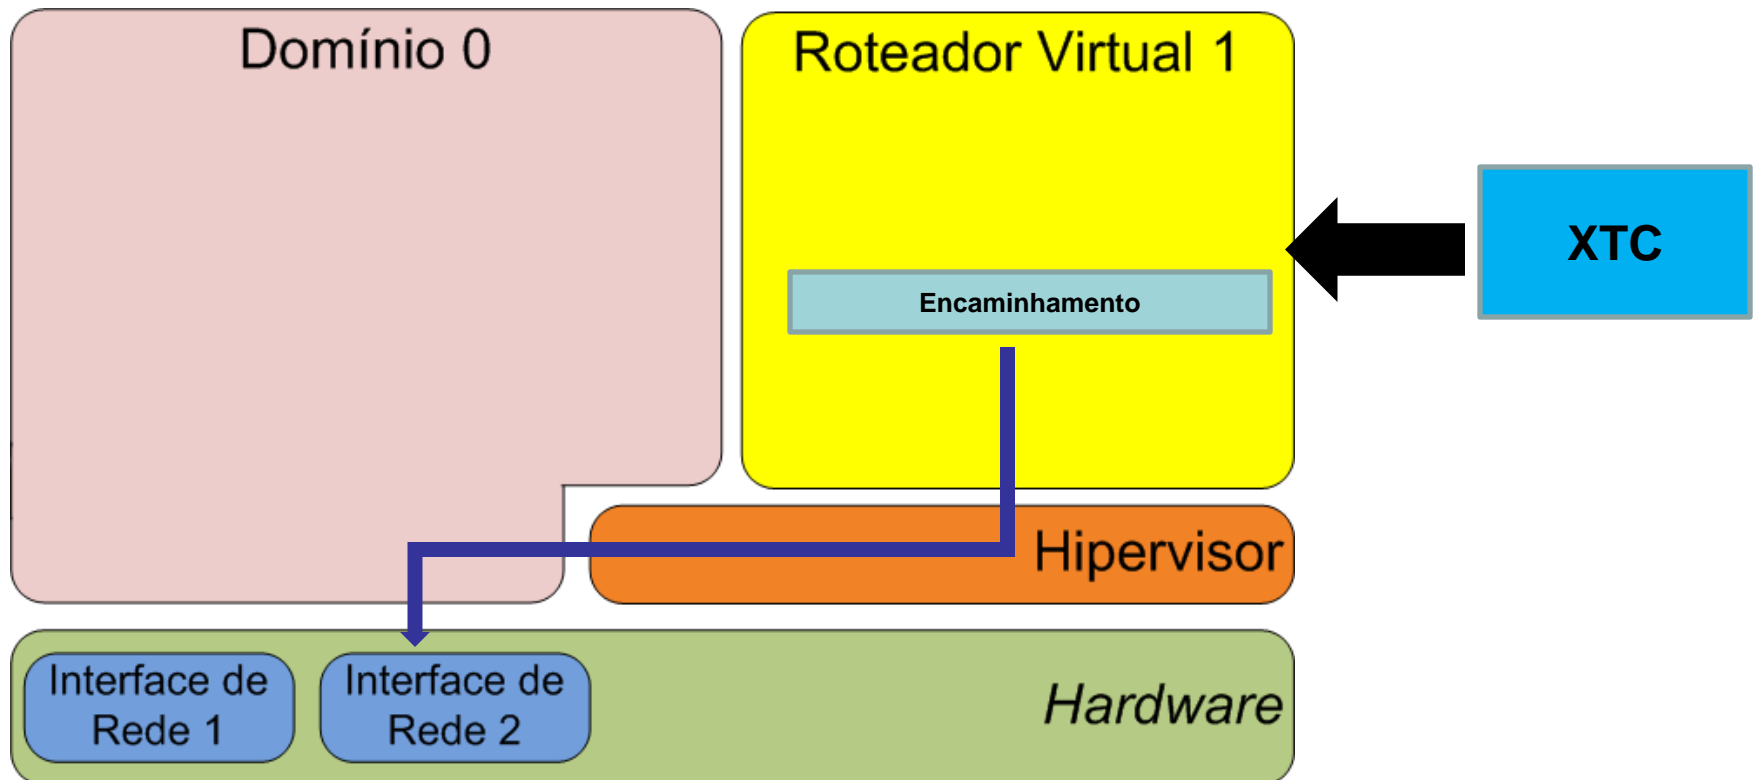 Domínio 0
Roteador Virtual 1
XTC
Encaminhamento
Hipervisor
Interface de
Rede 1
Interface de
Rede 2
Hardware